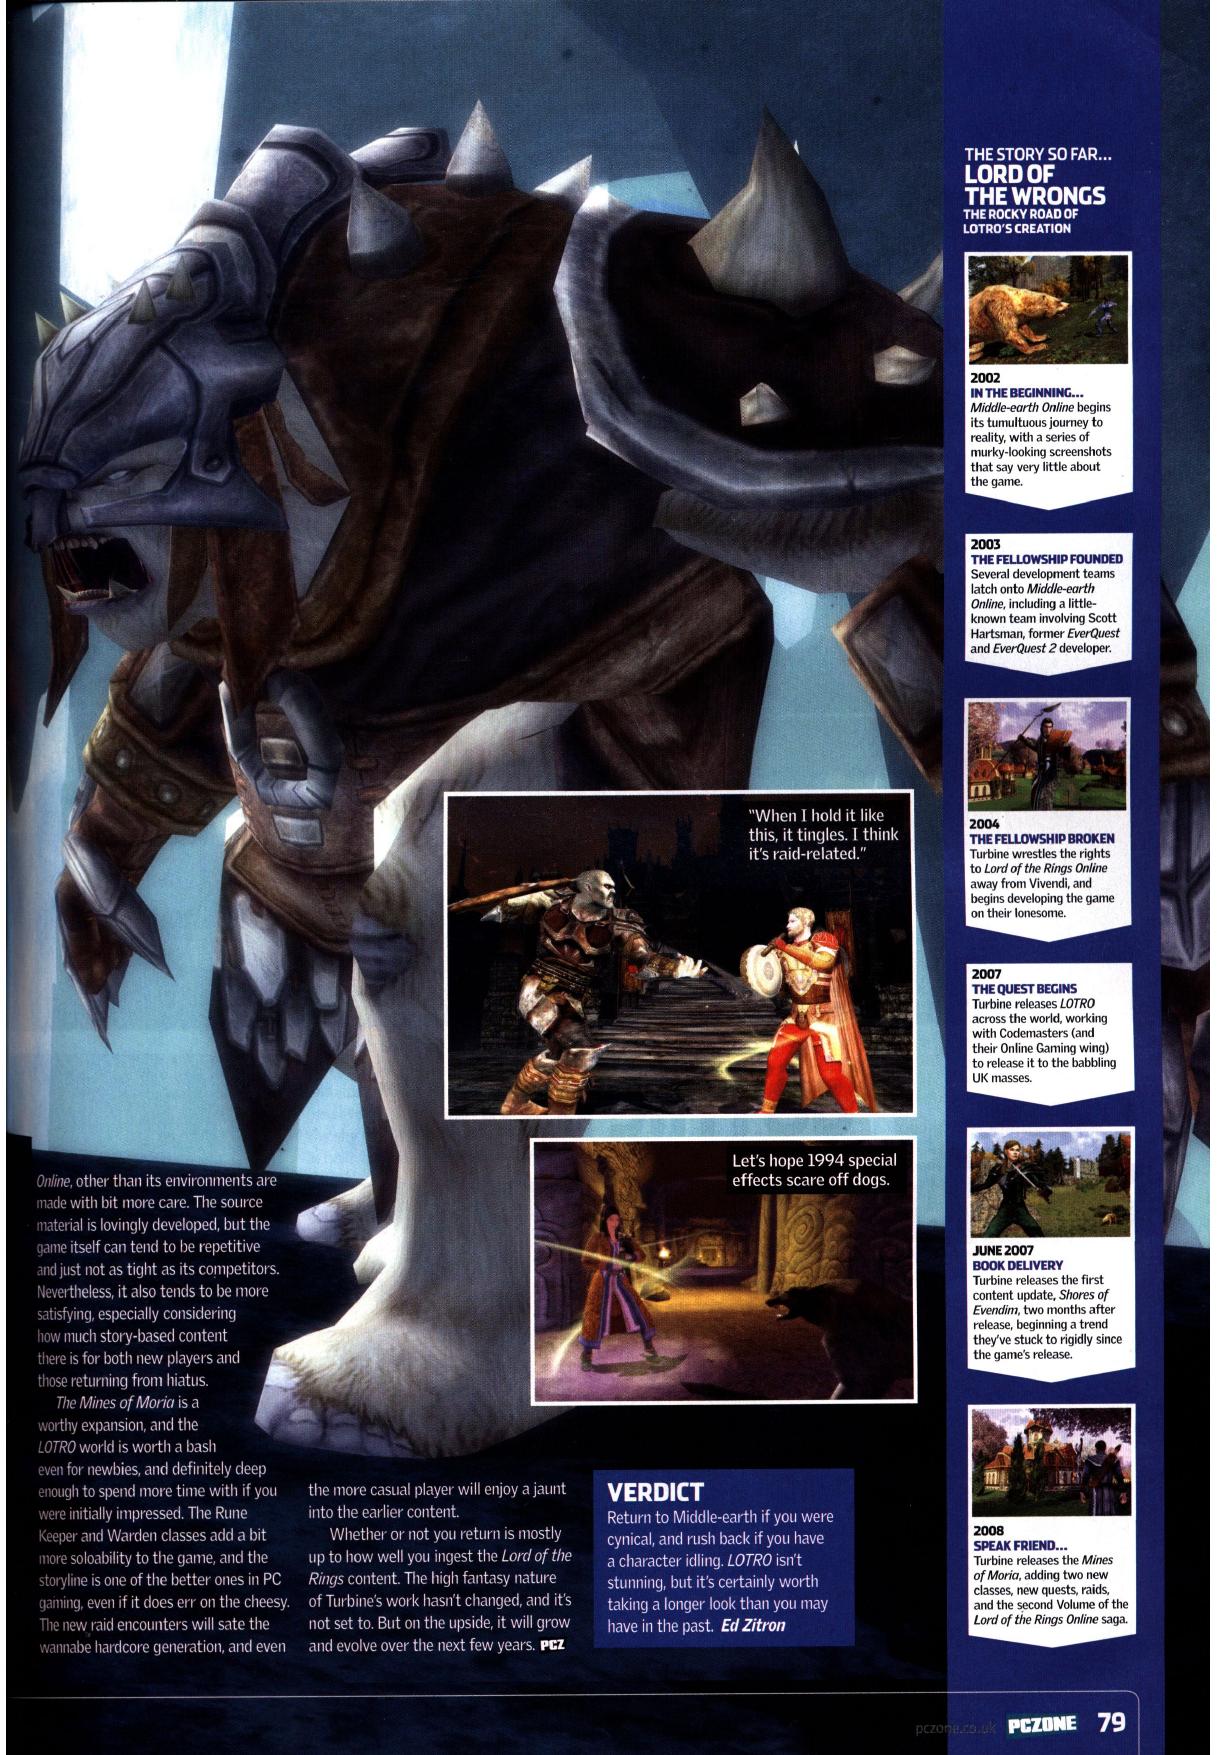 Online, other than its environments are
made with bit more care. The source
material is lovingly developed, but the
game itself can tend to be repetitive
and just not as tight as its competitors.
Nevertheless, it also tends to be more
satisfying, especially considering
how much story-based content
there is for both new players and
those returning from hiatus.
The Mines of Moria is a
worthy expansion, and the
LOTRO world is worth a bash
even for newbies, and definitely deep
enough to spend more time with if you
were initially impressed. The Rune
Keeper and Warden classes add a bit
more soloability to the game, and the
storyline is one of the better ones in PC
gaming, even if it does err on the cheesy.
The new raid encounters will sate the
wannabe hardcore generation, and even
the more casual player will enjoy a jaunt
into the earlier content.
Whether or not you return is mostly
up to how well you ingest the Lord of the
Rings content. The high fantasy nature
of Turbine's work hasn't changed, and it's
not set to. But on the upside, it will grow
and evolve over the next few years. PCZ
"When I hold it like
this, it tingles. I think
it's raid-related."
Let's hope 1994 special
effects scare off dogs.
VERDICT
Return to Middle-earth if you were
cynical, and rush back if you have
a character idling. LOTRO isn't
stunning, but it's certainly worth
taking a longer look than you may
have in the past. Ed Zitron
THE STORY SO FAR...
LORD OF
THE WRONGS
THE ROCKY ROAD OF
LOTRO'S CREATION
2002
IN THE BEGINNING...
Middle-earth Online begins
its tumultuous journey to
reality, with a series of
murky-looking screenshots
that say very little about
the game.
2003
THE FELLOWSHIP FOUNDED
Several development teams
latch onto Middle-earth
Online, including a little-
known team involving Scott
Hartsman, former EverQuest
and EverQuest 2 developer.
2004
THE FELLOWSHIP BROKEN
Turbine wrestles the rights
to Lord of the Rings Online
away from Vivendi, and
begins developing the game
on their lonesome.
2007
THE QUEST BEGINS
Turbine releases LOTRO
across the world, working
with Codemasters (and
their Online Gaming wing)
to release it to the babbling
UK masses.
JUNE 2007
BOOK DELIVERY
Turbine releases the first
content update, Shores of
Evendim, two months after
release, beginning a trend
they've stuck to rigidly since
the game's release.
2008
SPEAK FRIEND...
Turbine releases the Mines
of Moria, adding two new
classes, new quests, raids,
and the second Volume of the
Lord of the Rings Online saga.
pczone.co.uk PCZONE 79